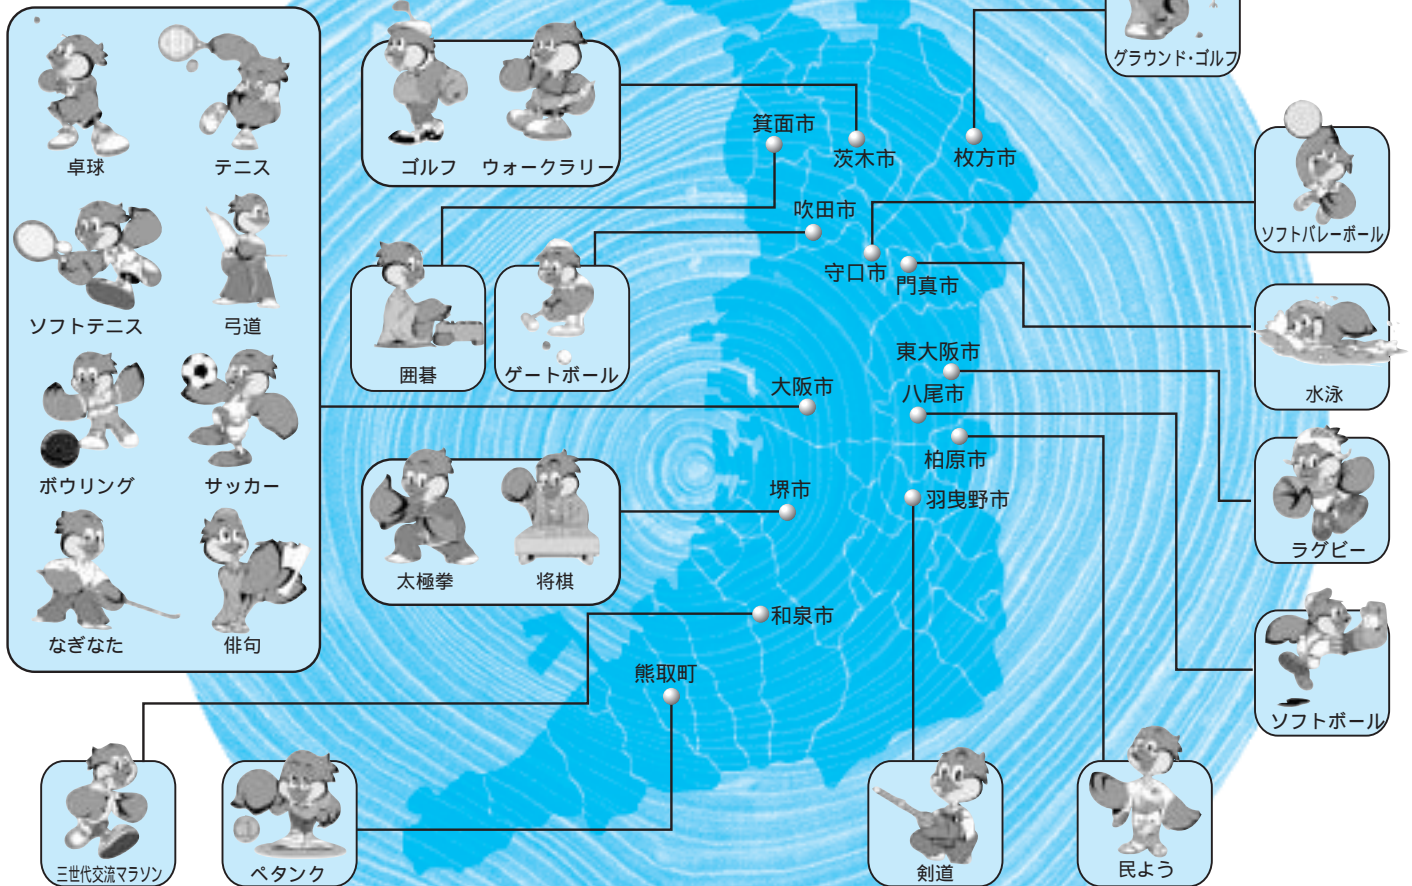 グラウンド・ゴルフ
卓球
テニス
ゴルフ
ウォークラリー
箕面市
茨木市
枚方市
吹田市
ソフトバレーボール
守口市
門真市
ソフトテニス
弓道
囲碁
ゲートボール
東大阪市
大阪市
八尾市
水泳
柏原市
ボウリング
サッカー
堺市
羽曳野市
ラグビー
太極拳
将棋
なぎなた
俳句
和泉市
熊取町
ソフトボール
三世代交流マラソン
ペタンク
剣道
民よう